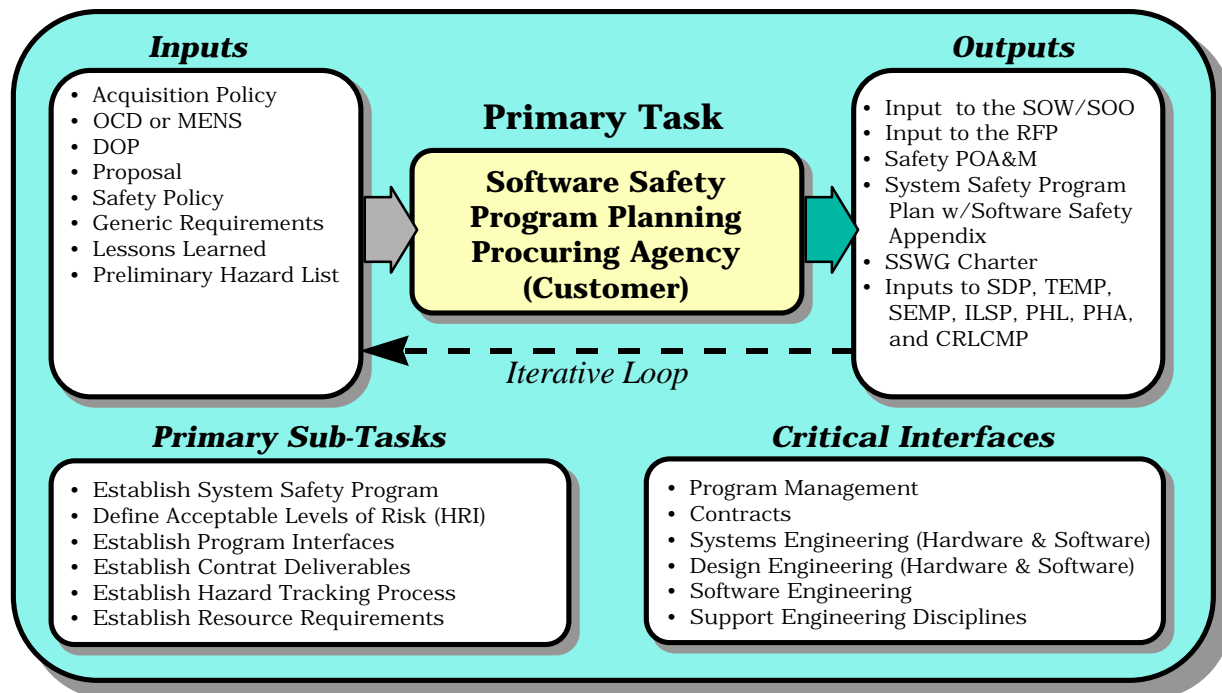 Inputs
• Acquisition Policy
• OCD or MENS
• DOP
• Proposal
• Safety Policy
• Generic Requirements
• Lessons Learned
• Preliminary Hazard List
Primary Task
Software Safety
Program Planning
Procuring Agency
(Customer)
Outputs
• Input to the SOW/SOO
• Input to the RFP
• Safety POA&M
• System Safety Program
Plan w/Software Safety
Appendix
• SSWG Charter
• Inputs to SDP, TEMP,
SEMP, ILSP, PHL, PHA,
and CRLCMP
Iterative Loop
Primary Sub-Tasks
• Establish System Safety Program
• Define Acceptable Levels of Risk (HRI)
• Establish Program Interfaces
• Establish Contrat Deliverables
• Establish Hazard Tracking Process
• Establish Resource Requirements
Critical Interfaces
• Program Management
• Contracts
• Systems Engineering (Hardware & Software)
• Design Engineering (Hardware & Software)
• Software Engineering
• Support Engineering Disciplines